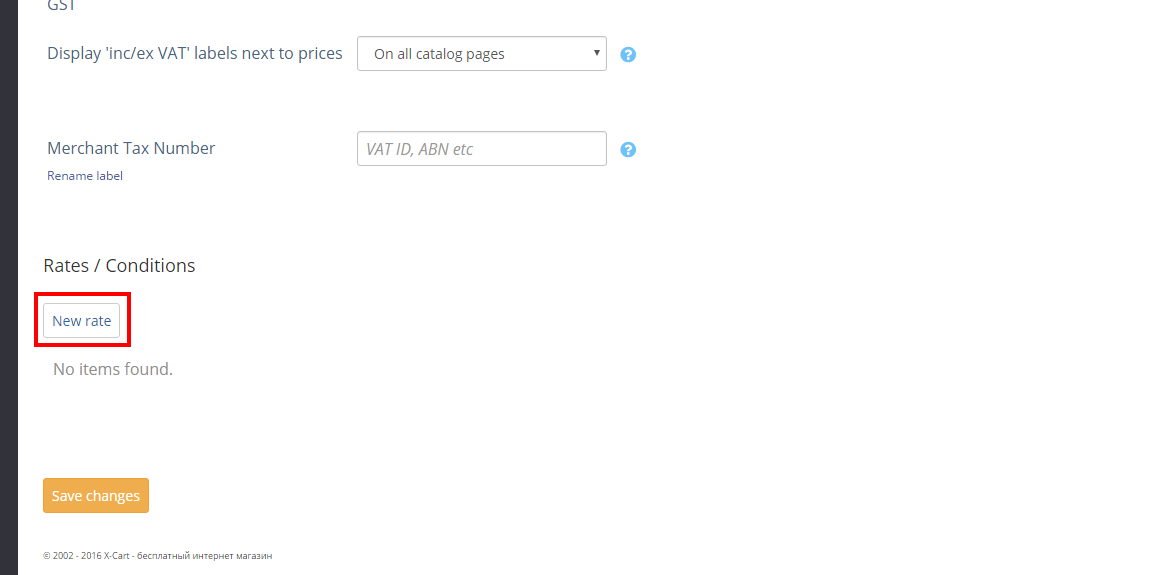 GST
Display 'inc/ex VAT' labels next to prices
On all catalog pages
Merchant Tax Number
VAT ID, ABN etc
Rename label
Rates / Conditions
New rate
No items found.
Save changes
© 2002 - 2016 X-Cart - бесплатный интернет магазин